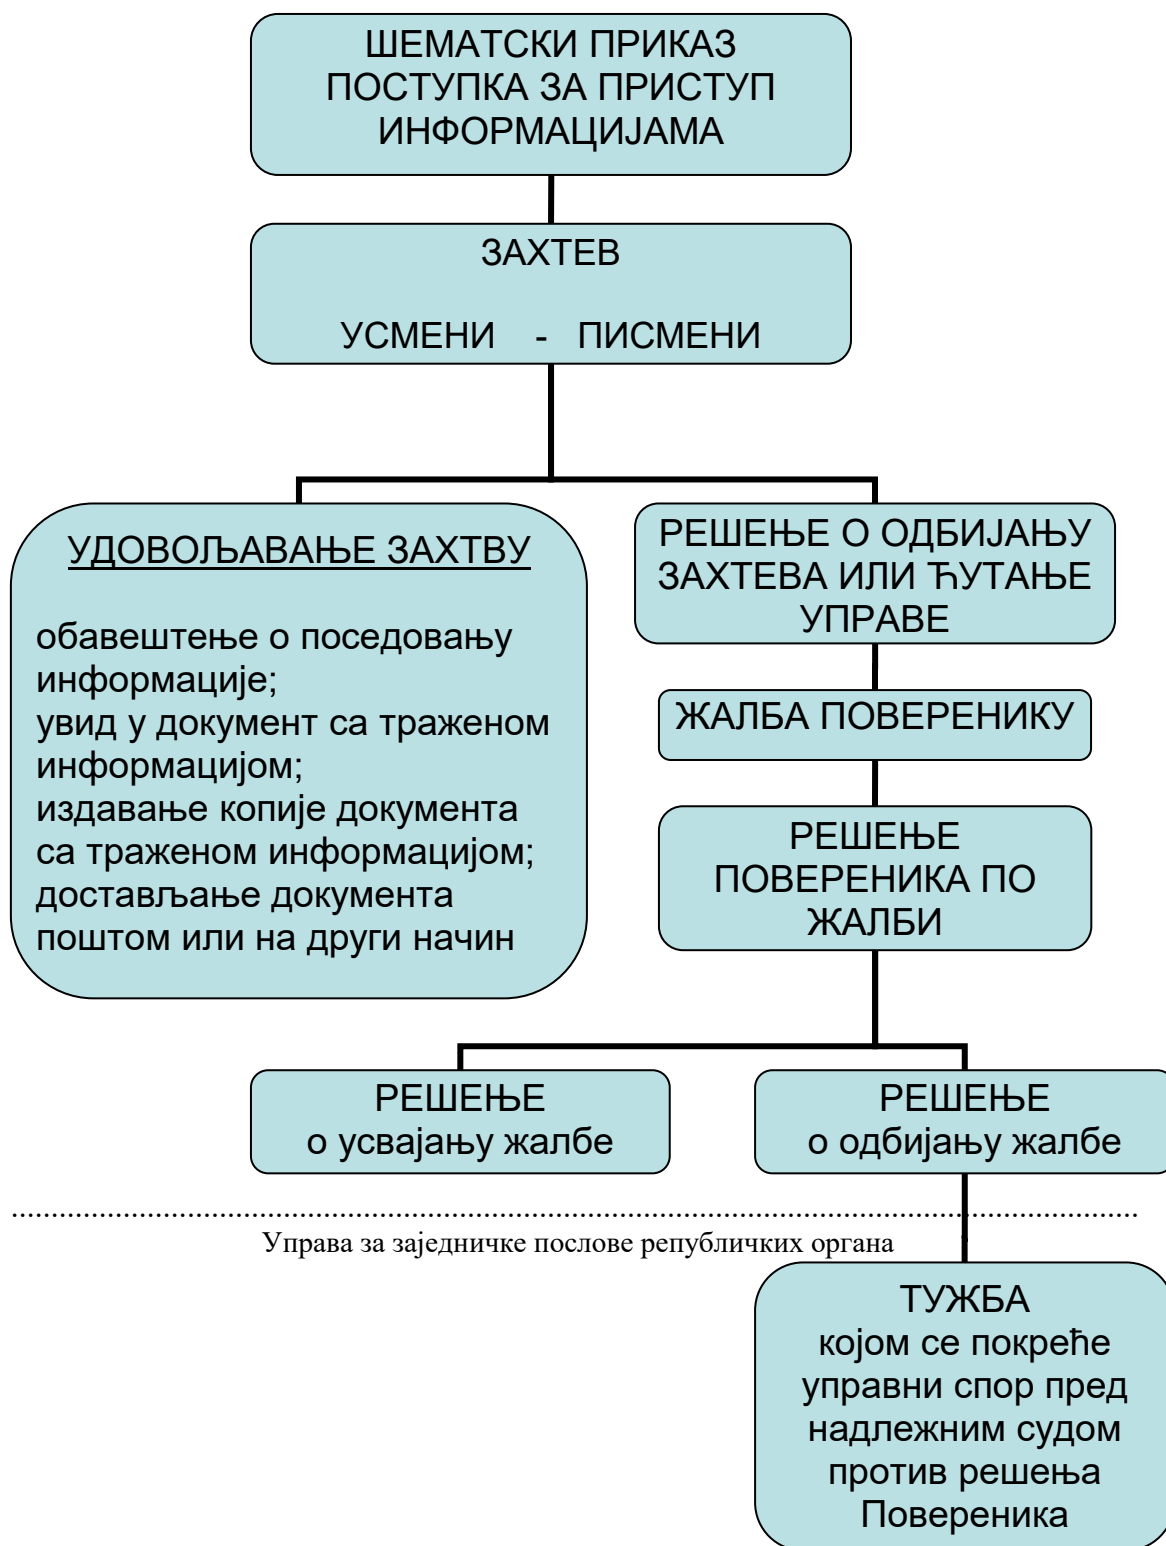 ШЕМАТСКИ ПРИКАЗ
ПОСТУПКА ЗА ПРИСТУП
ИНФОРМАЦИЈАМА
ЗАХТЕВ
УСМЕНИ - ПИСМЕНИ
УДОВОЉАВАЊЕ ЗАХТВУ
обавештење о поседовању
информације;
увид у документ са траженом
информацијом;
издавање копије документа
са траженом информацијом;
достављање документа
поштом или на други начин
РЕШЕЊЕ О ОДБИЈАЊУ
ЗАХТЕВА ИЛИ ЋУТАЊЕ
УПРАВЕ
ЖАЛБА ПОВЕРЕНИКУ
РЕШЕЊЕ
ПОВЕРЕНИКА ПО
ЖАЛБИ
РЕШЕЊЕ
о усвајању жалбе
РЕШЕЊЕ
о одбијању жалбе
Управа за заједничке послове републичких органа
ТУЖБА
којом се покреће
управни спор пред
надлежним судом
против решења
Повереника